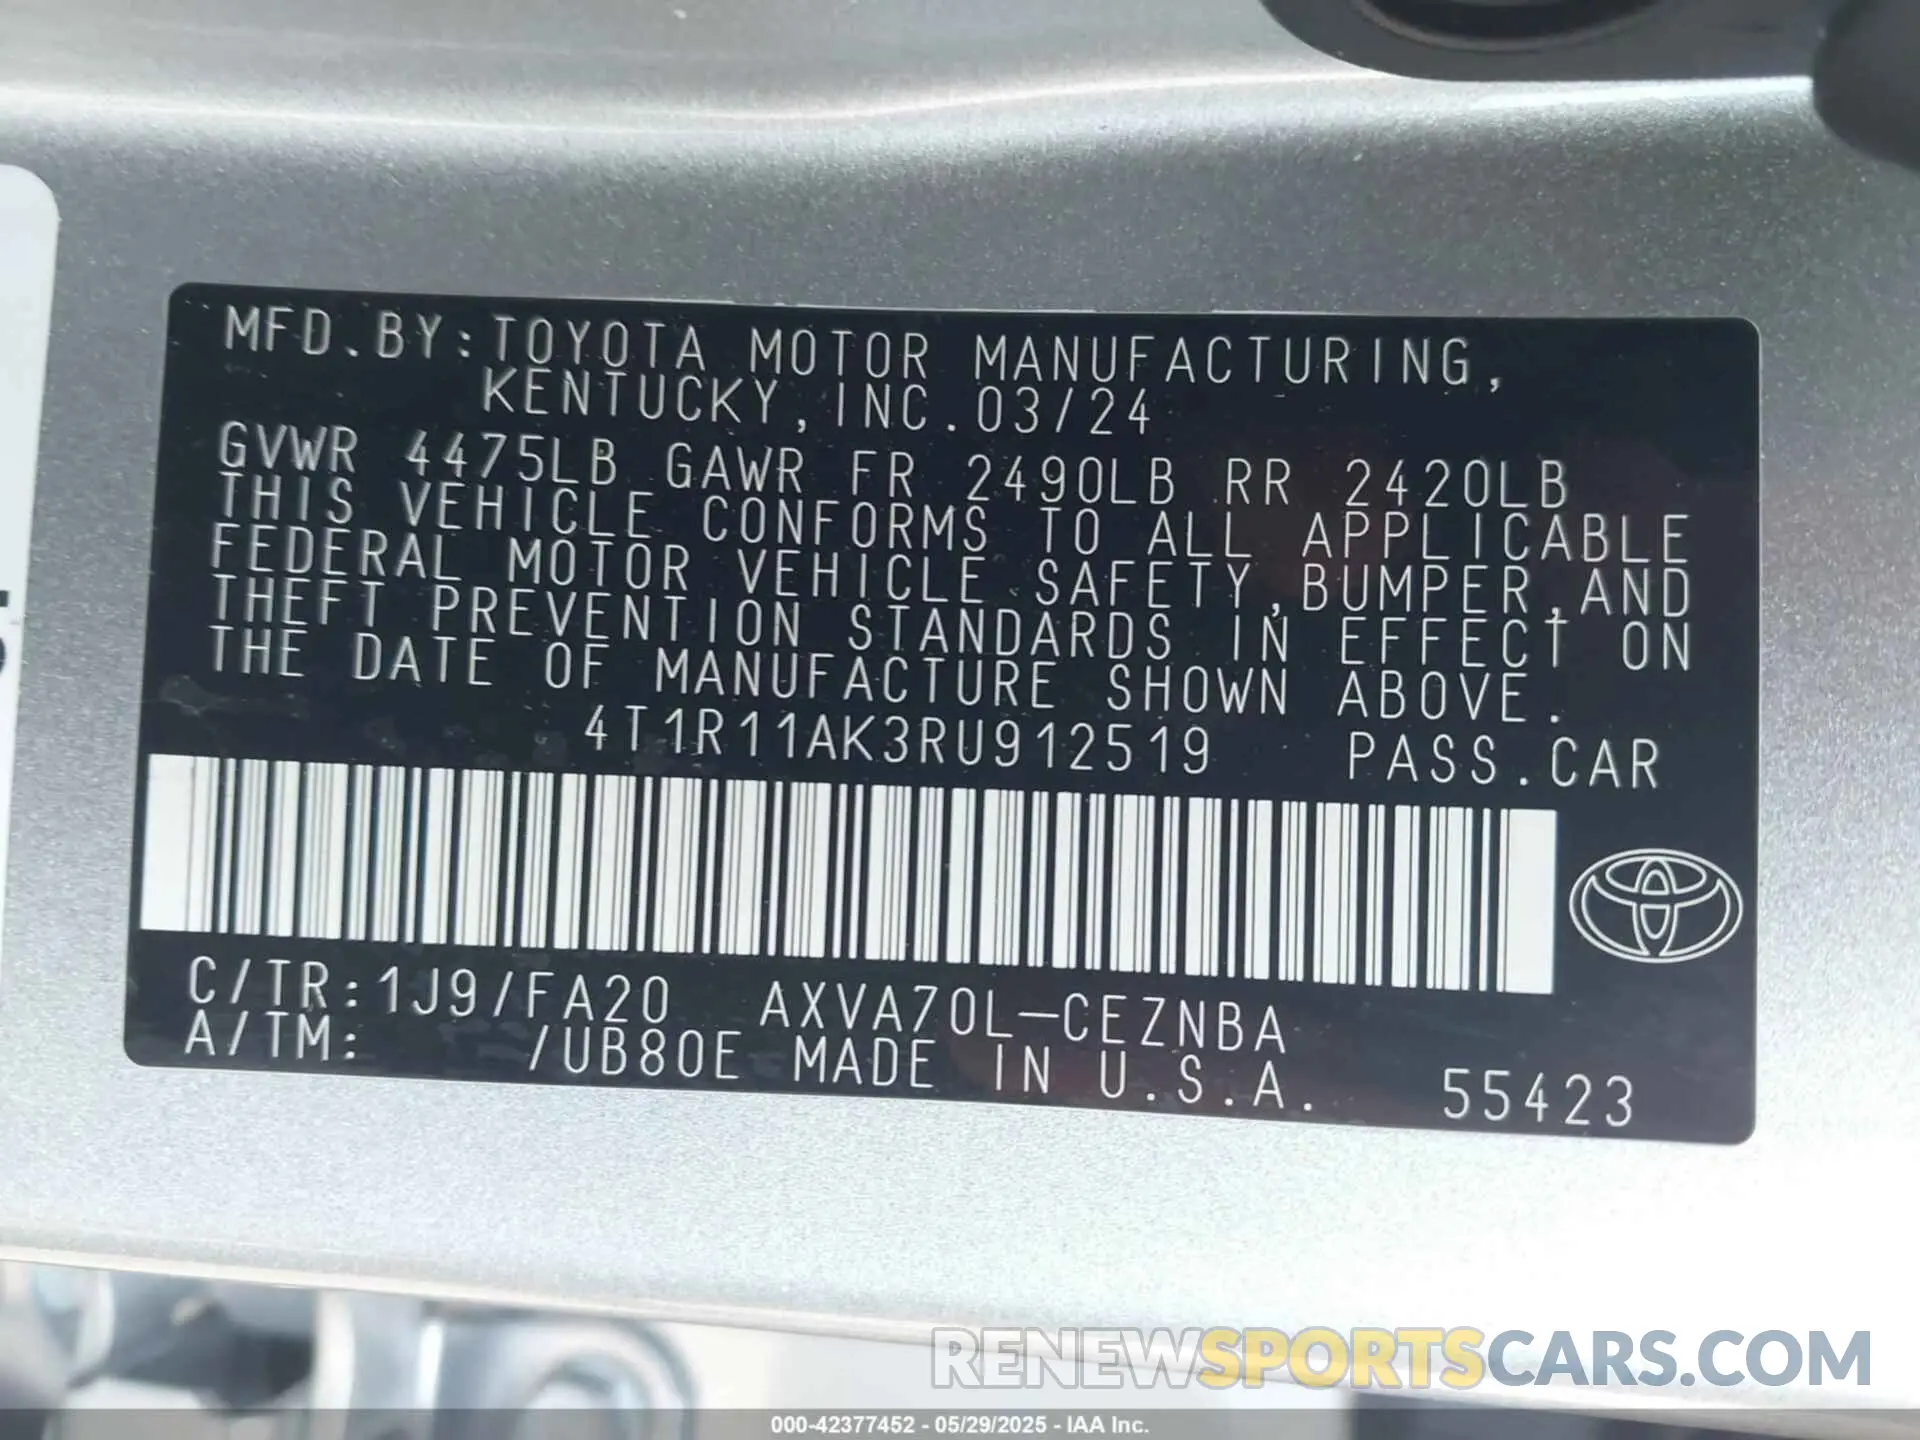 MFD.BY:TOYOTA MOTOR MANUFACTURING,
KENTUCKY,INC.03/24
GVWR 4475LB GAWR FR 2490LB RR 2420LB
THIS VEHICLE CONFORMS TO ALL APPLICABLE
FEDERAL MOTOR VEHICLE SAFETY,BUMPER,AND
THEFT PREVENTION STANDARDS IN EFFECT ON
THE DATE OF MANUFACTURE SHOWN ABOVE.
4T1R11AK3RU912519 PASS.CAR
C/TR:1J9/FA20 AXVA70L-CEZNBA
A/TM: /UB80E MADE IN U.S.A. 55423
RENEWSPORTSCARS.COM
000-42377452 - 05/29/2025 - IAA Inc.